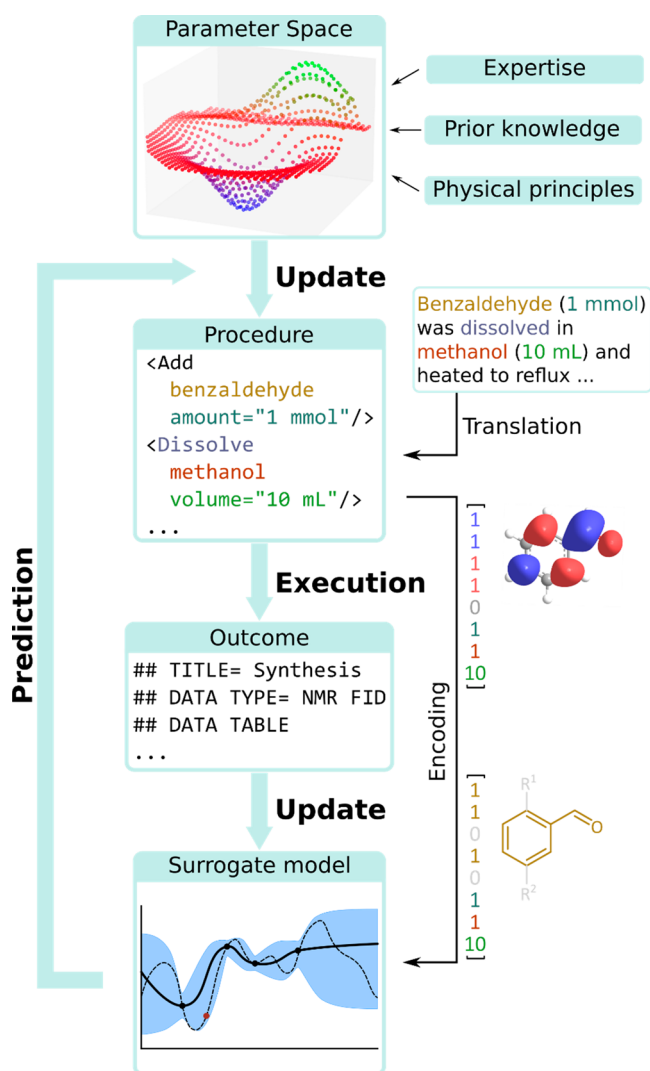 Parameter Space
Expertise
Prior knowledge
Physical principles
Update
Procedure
<Add
benzaldehyde
amount="1 mmol"/>
<Dissolve
methanol
volume="10 mL"/>
...
Benzaldehyde (1 mmol)
was dissolved in
methanol (10 mL) and
heated to reflux ...
Translation
Execution
Prediction
Outcome
## TITLE= Synthesis
## DATA TYPE= NMR FID
## DATA TABLE
...
Encoding
[
1
1
1
1
0
1
1
10
]
[
1
1
0
1
0
1
1
10
]
R¹
O
R²
Update
Surrogate model